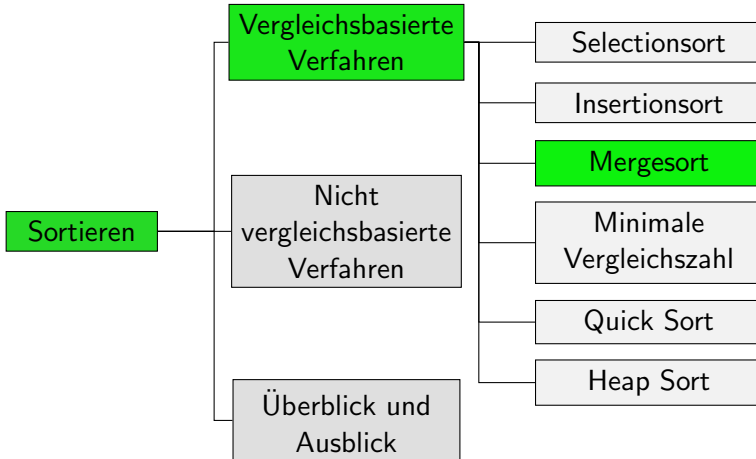 Sortieren
Vergleichsbasierte
Verfahren
Nicht
vergleichsbasierte
Verfahren
Überblick und
Ausblick
Selectionsort
Insertionsort
Mergesort
Minimale
Vergleichszahl
Quick Sort
Heap Sort